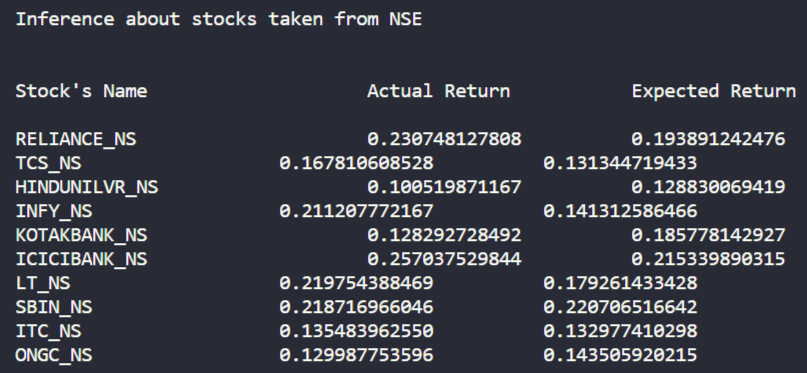 Inference about stocks taken from NSE
Stock's Name Actual Return Expected Return
RELIANCE_NS 0.230748127808 0.193891242476
TCS_NS 0.167810608528 0.131344719433
HINDUNILVR_NS 0.100519871167 0.128830069419
INFY_NS 0.211207772167 0.141312586466
KOTAKBANK_NS 0.128292728492 0.185778142927
ICICIBANK_NS 0.257037529844 0.215339890315
LT_NS 0.219754388469 0.179261433428
SBIN_NS 0.218716966046 0.220706516642
ITC_NS 0.135483962550 0.132977410298
ONGC_NS 0.129987753596 0.143505920215